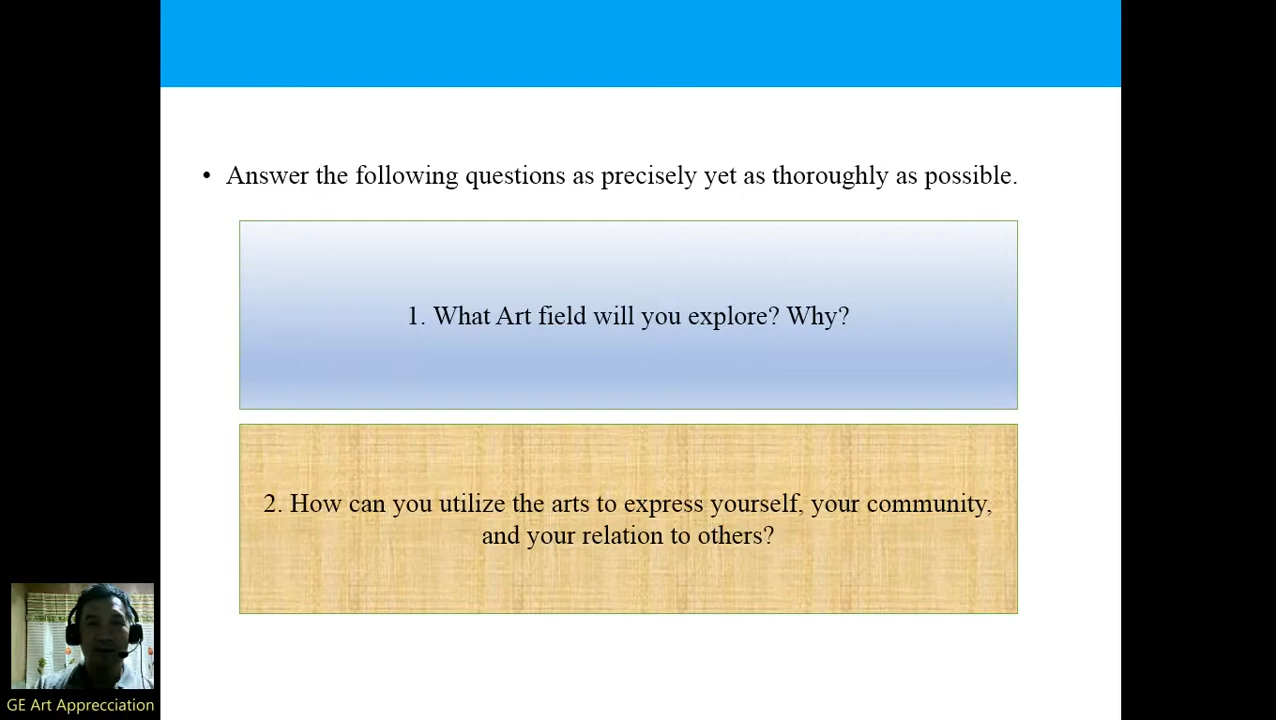 • Answer the following questions as precisely yet as thoroughly as possible.
1. What Art field will you explore? Why?
2. How can you utilize the arts to express yourself, your community,
and your relation to others?
GE Art Apprecciation